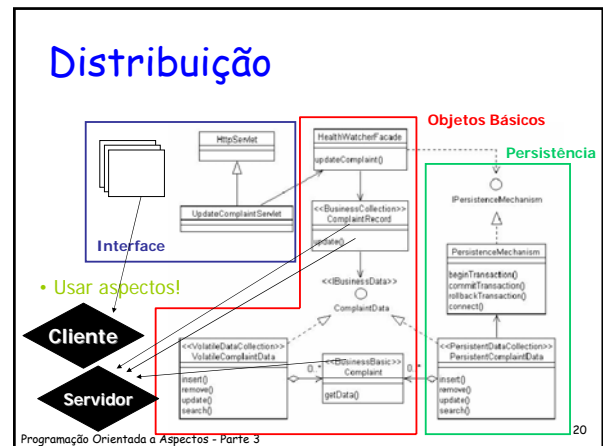 Distribuição
Objetos Básicos
Persistência
Interface
HttpServlet
UpdateComplaintServlet
HealthWatcherFacade
updateComplaint()
<<BusinessCollection>>
ComplaintRecord
update()
<<IBusinessData>>
ComplaintData
IPersistenceMechanism
PersistenceMechanism
beginTransaction()
commitTransaction()
rollbackTransaction()
connect()
• Usar aspectos!
Cliente
Servidor
<<VolatileDataCollection>>
VolatileComplaintData
insert()
remove()
update()
search()
0..*
<<BusinessBasic>>
Complaint
getData()
0..*
<<PersistentDataCollection>>
PersistentComplaintData
insert()
remove()
update()
search()
Programação Orientada a Aspectos - Parte 3
20